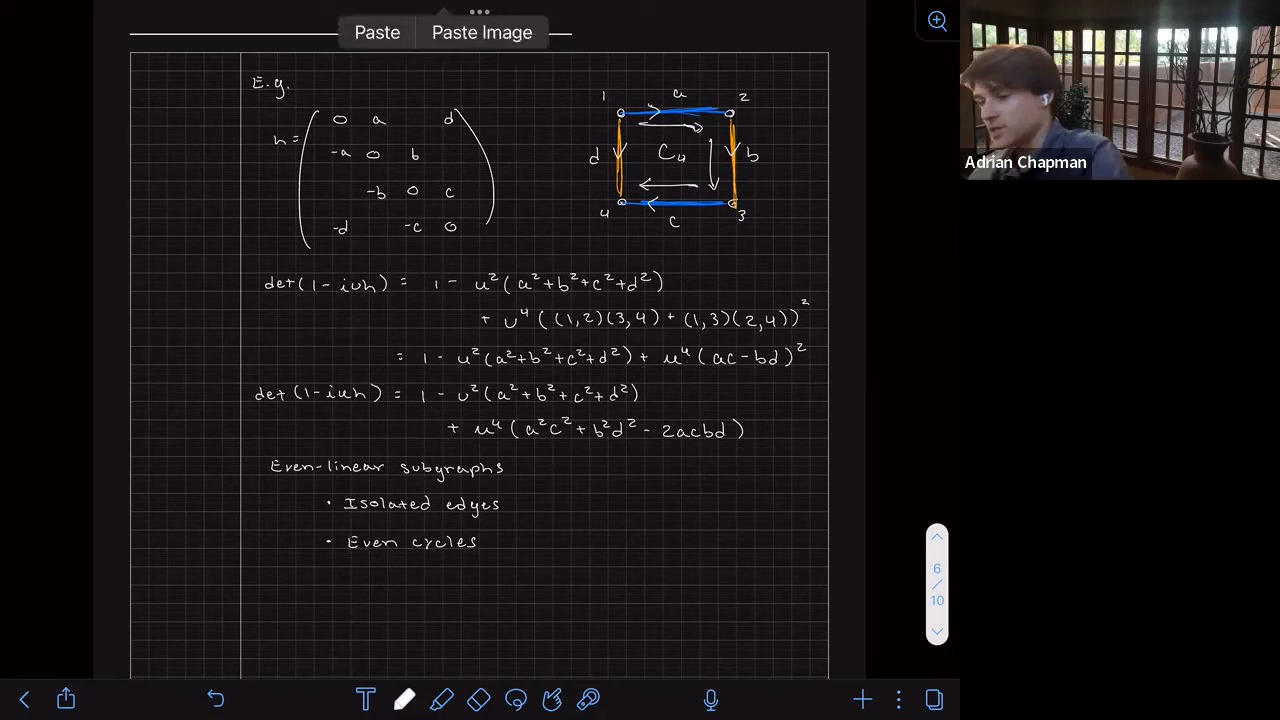 Paste Paste Image
E.g.
h = ( 0 a d
-a 0 b
-b 0 c
-d -c 0 )
1 a 2
d C₄ b
4 c 3
det(1 - iuh) = 1 - u²(a²+b²+c²+d²)
+ u⁴((1,2)(3,4) + (1,3)(2,4))²
= 1 - u²(a²+b²+c²+d²) + u⁴(ac-bd)²
det(1-iuh) = 1 - u²(a²+b²+c²+d²)
+ u⁴(a²c²+b²d²-2acbd)
Even-linear subgraphs
· Isolated edges
· Even cycles
6
/
10
T
Adrian Chapman